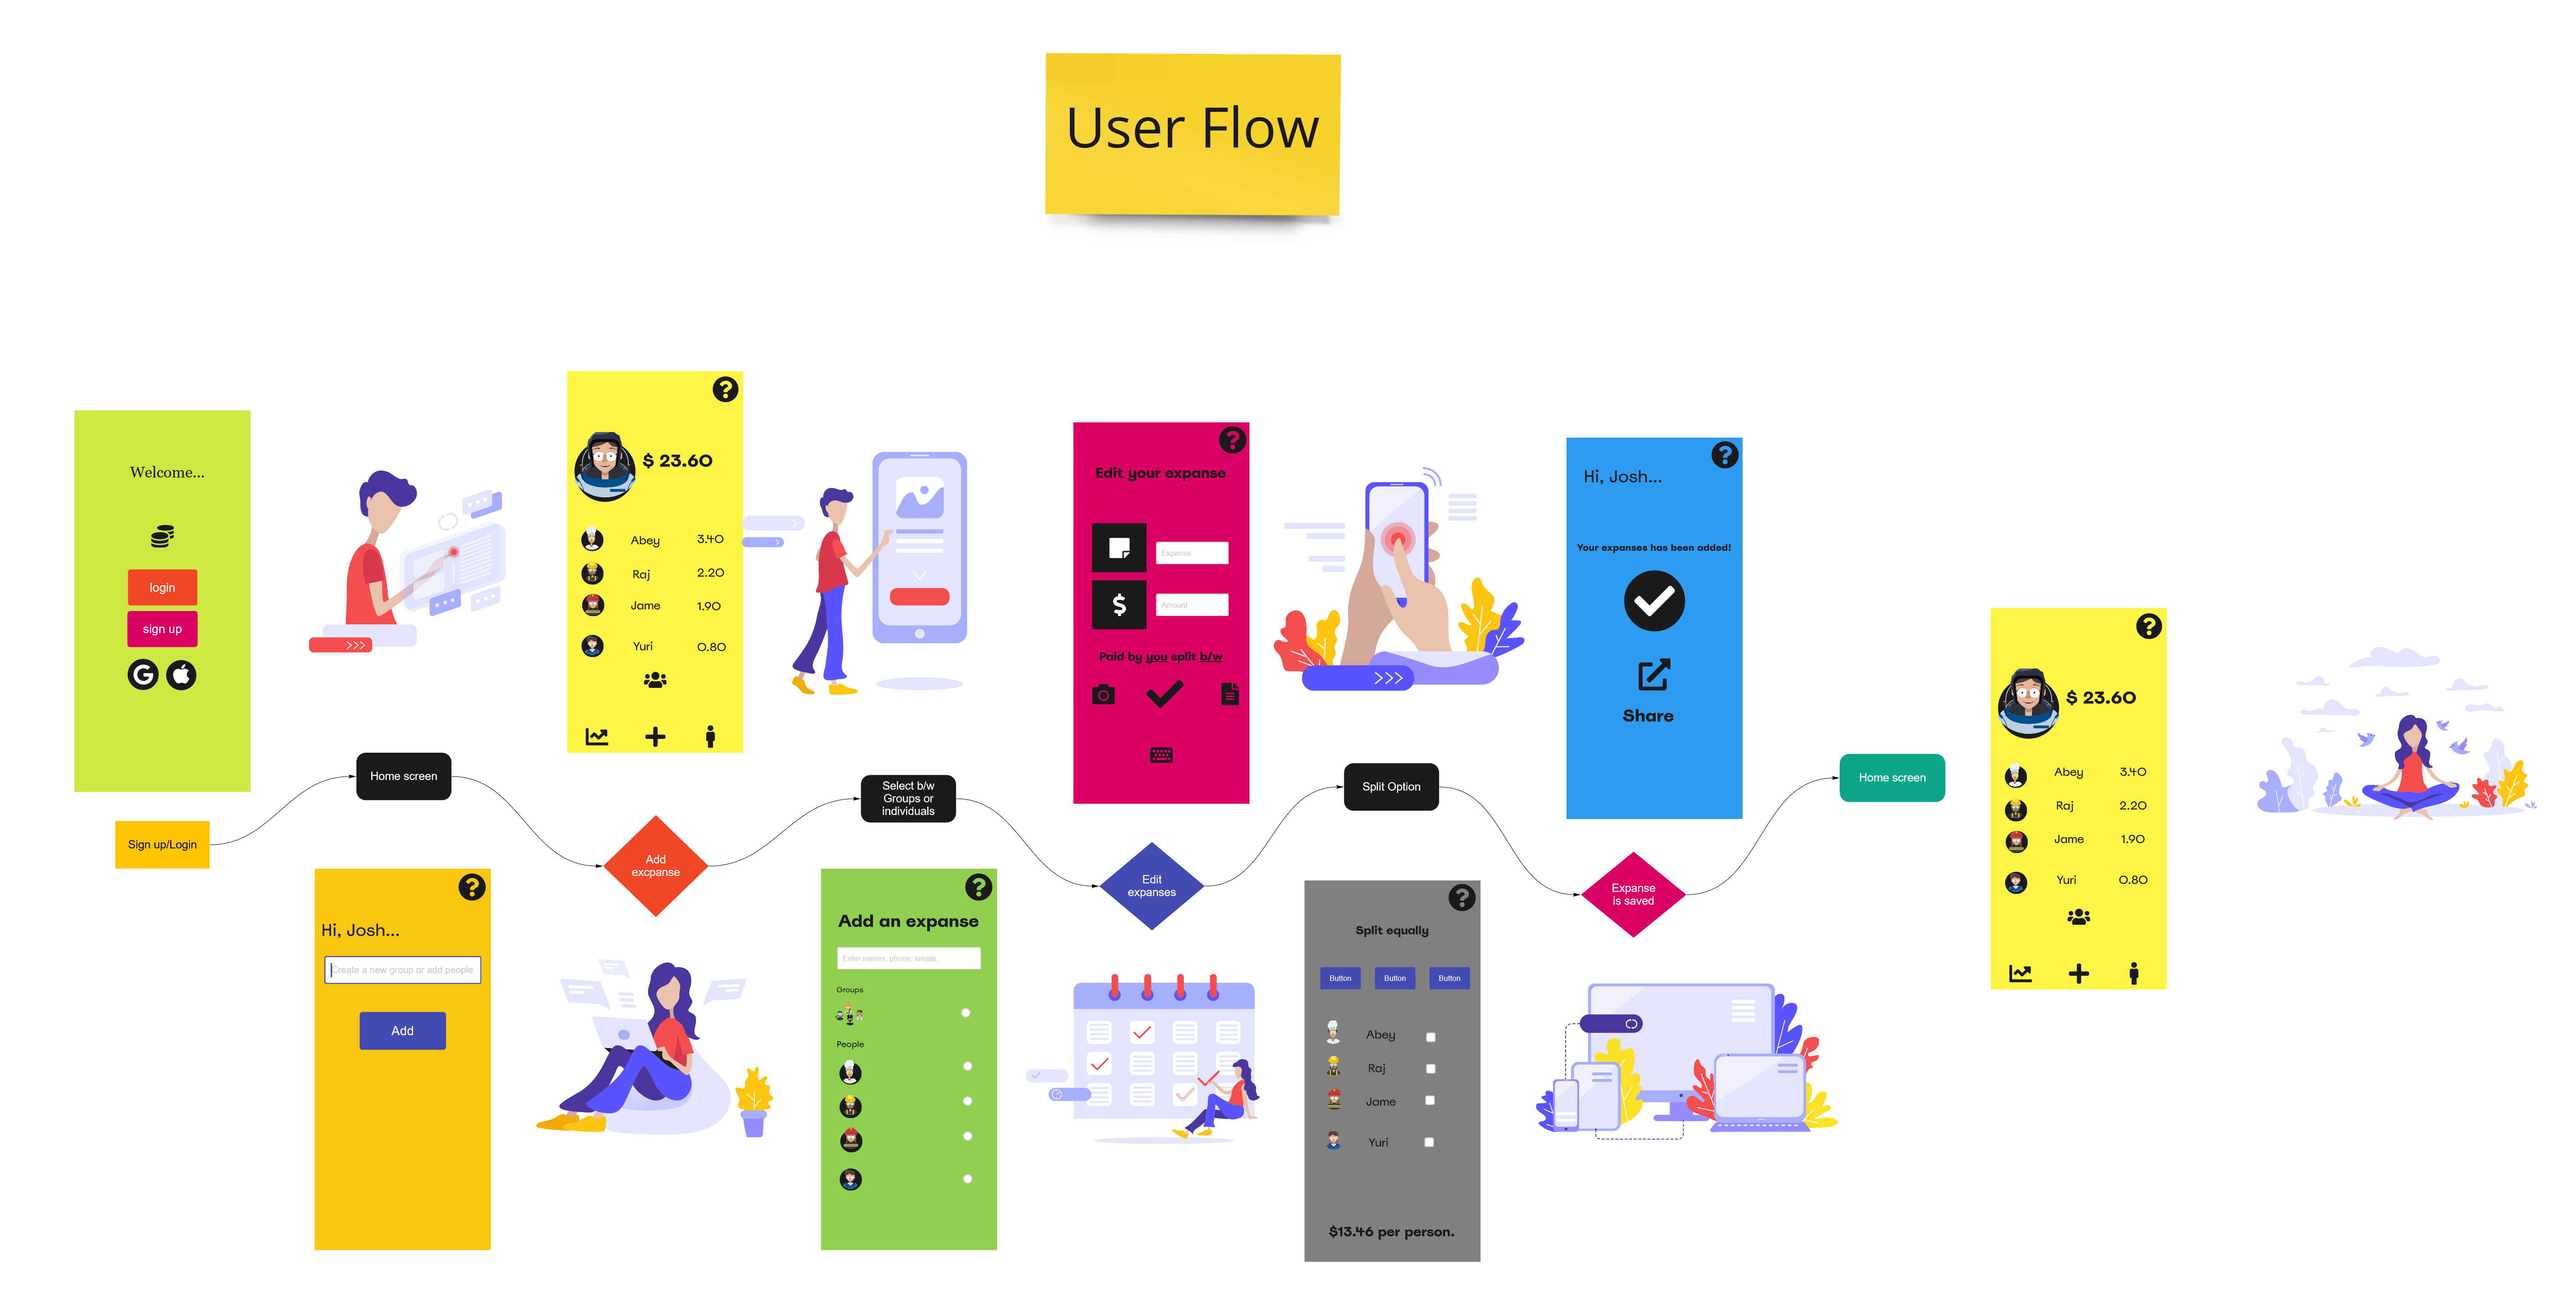 User Flow
Welcome...
login
sign up
Sign up/Login
Home screen
Hi, Josh...
Create a new group or add people
Add
$ 23.60
Abey 3.40
Raj 2.20
Jame 1.90
Yuri 0.80
Add
excpanse
Select b/w
Groups or
individuals
Add an expanse
Enter names, phone, emails.
Groups
People
Edit your expanse
Expanse
$
Amount
Paid by you split b/w
Edit
expanses
Split Option
Split equally
Button Button Button
Abey
Raj
Jame
Yuri
$13.46 per person.
Hi, Josh...
Your expanses has been added!
Share
Expanse
is saved
Home screen
$ 23.60
Abey 3.40
Raj 2.20
Jame 1.90
Yuri 0.80